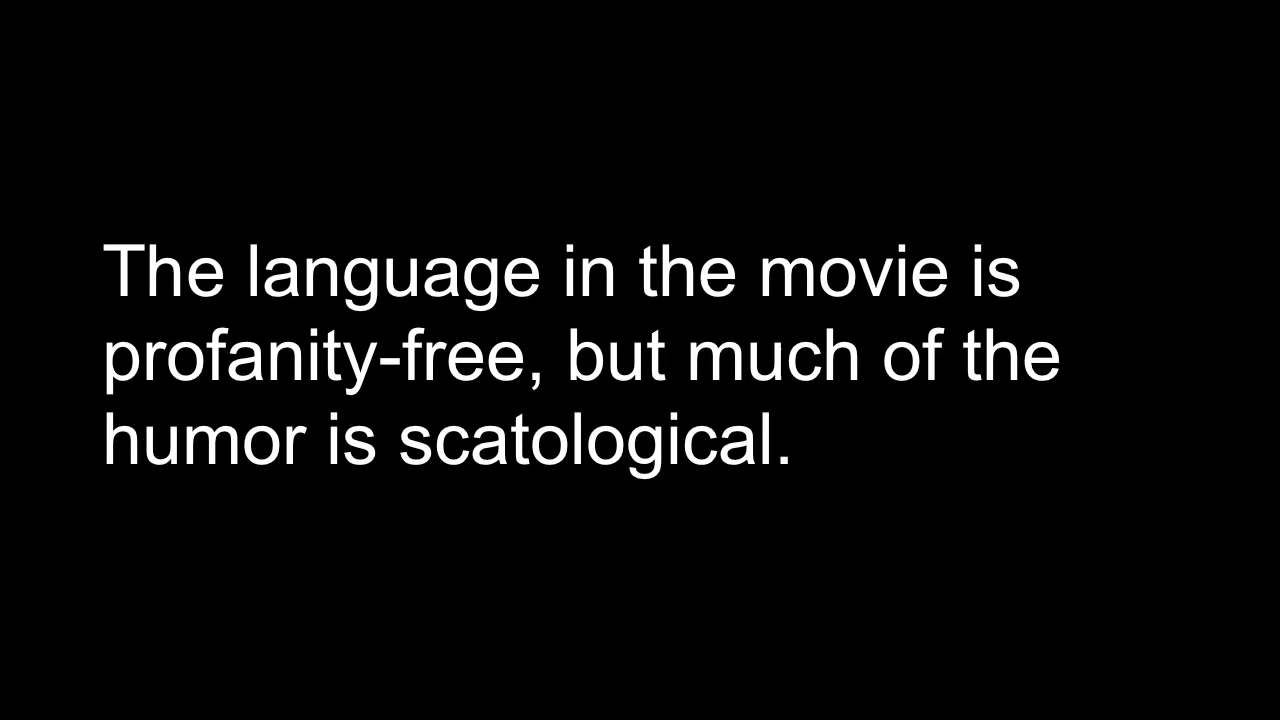 The language in the movie is
profanity-free, but much of the
humor is scatological.